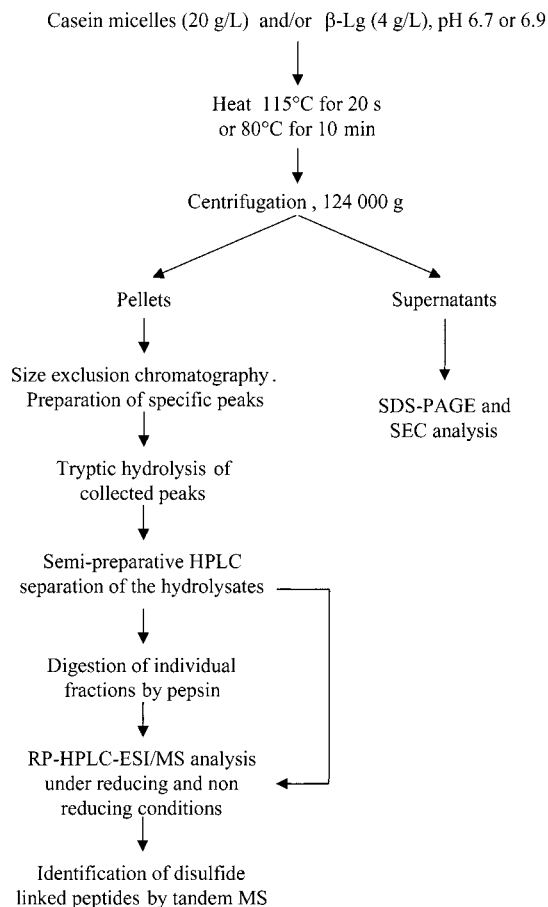 Casein micelles (20 g/L) and/or β-Lg (4 g/L), pH 6.7 or 6.9
Heat 115°C for 20 s
or 80°C for 10 min
Centrifugation , 124 000 g
Pellets
Supernatants
Size exclusion chromatography .
Preparation of specific peaks
SDS-PAGE and
SEC analysis
Tryptic hydrolysis of
collected peaks
Semi-preparative HPLC
separation of the hydrolysates
Digestion of individual
fractions by pepsin
RP-HPLC-ESI/MS analysis
under reducing and non
reducing conditions
Identification of disulfide
linked peptides by tandem MS